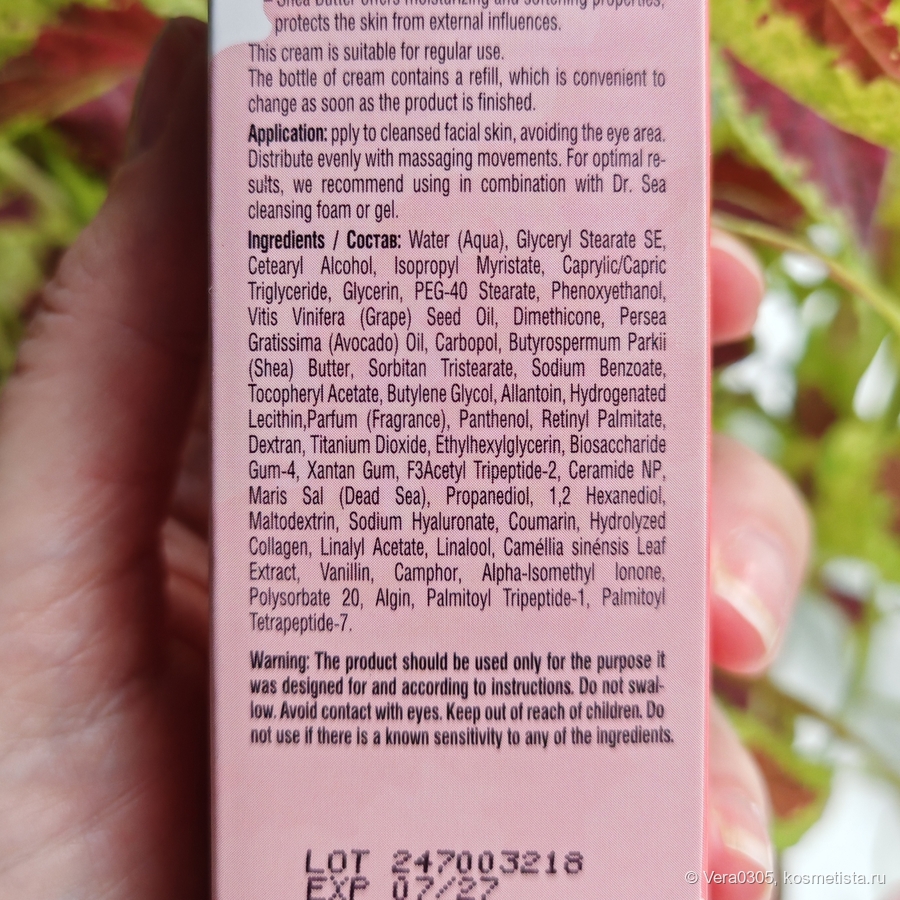 Shea Butter offers moisturizing and softening properties,
protects the skin from external influences.
This cream is suitable for regular use.
The bottle of cream contains a refill, which is convenient to
change as soon as the product is finished.
Application: pply to cleansed facial skin, avoiding the eye area.
Distribute evenly with massaging movements. For optimal re-
sults, we recommend using in combination with Dr. Sea
cleansing foam or gel.
Ingredients / Состав: Water (Aqua), Glyceryl Stearate SE,
Cetearyl Alcohol, Isopropyl Myristate, Caprylic/Capric
Triglyceride, Glycerin, PEG-40 Stearate, Phenoxyethanol,
Vitis Vinifera (Grape) Seed Oil, Dimethicone, Persea
Gratissima (Avocado) Oil, Carbopol, Butyrospermum Parkii
(Shea) Butter, Sorbitan Tristearate, Sodium Benzoate,
Tocopheryl Acetate, Butylene Glycol, Allantoin, Hydrogenated
Lecithin,Parfum (Fragrance), Panthenol, Retinyl Palmitate,
Dextran, Titanium Dioxide, Ethylhexylglycerin, Biosaccharide
Gum-4, Xantan Gum, F3Acetyl Tripeptide-2, Ceramide NP,
Maris Sal (Dead Sea), Propanediol, 1,2 Hexanediol,
Maltodextrin, Sodium Hyaluronate, Coumarin, Hydrolyzed
Collagen, Linalyl Acetate, Linalool, Caméllia sinénsis Leaf
Extract, Vanillin, Camphor, Alpha-Isomethyl Ionone,
Polysorbate 20, Algin, Palmitoyl Tripeptide-1, Palmitoyl
Tetrapeptide-7.
Warning: The product should be used only for the purpose it
was designed for and according to instructions. Do not swal-
low. Avoid contact with eyes. Keep out of reach of children. Do
not use if there is a known sensitivity to any of the ingredients.
LOT 247003218
EXP 07/27
© Vera0305, kosmetista.ru